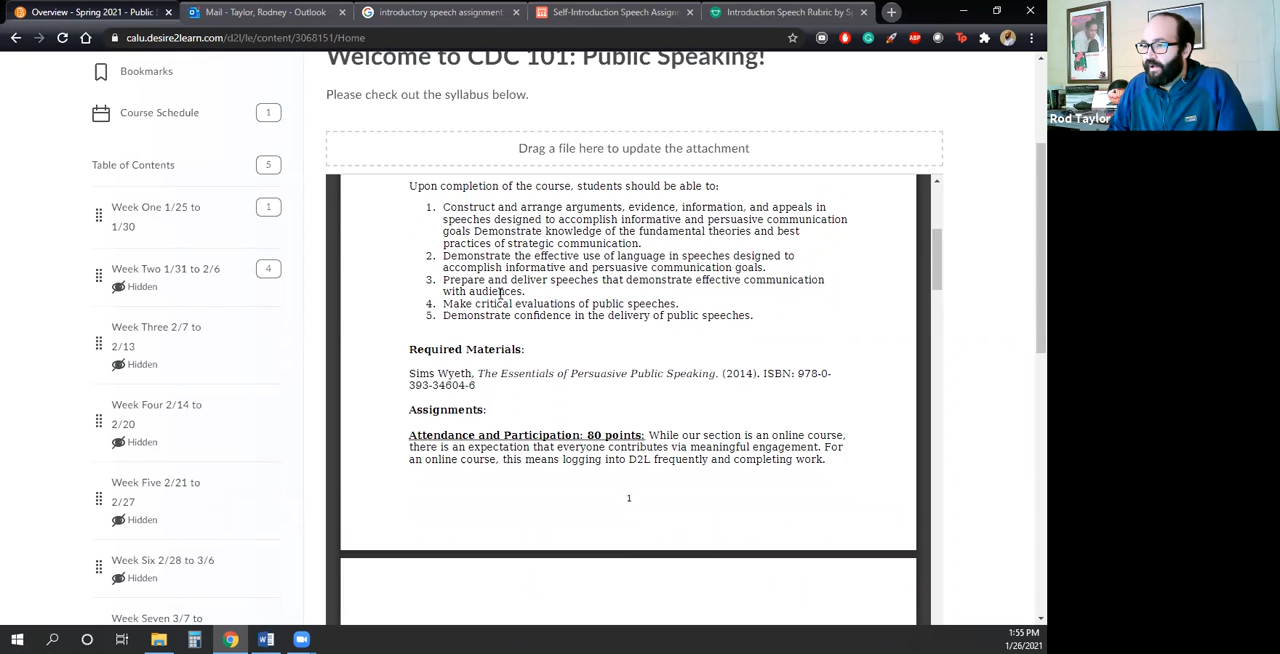 Overview - Spring 2021 - Public S
Mail - Taylor, Rodney - Outlook
introductory speech assignment
Self-Introduction Speech Assign
Introduction Speech Rubric by S
calu.desire2learn.com/d2l/le/content/3068151/Home
ABP
Tp
Rod Taylor
Bookmarks
Course Schedule
1
Table of Contents
5
Week One 1/25 to
1/30
1
Week Two 1/31 to 2/6
4
Hidden
Week Three 2/7 to
2/13
Hidden
Week Four 2/14 to
2/20
Hidden
Week Five 2/21 to
2/27
Hidden
Week Six 2/28 to 3/6
Hidden
Week Seven 3/7 to
Welcome to CDC 101: Public Speaking!
Please check out the syllabus below.
Drag a file here to update the attachment
Upon completion of the course, students should be able to:
1. Construct and arrange arguments, evidence, information, and appeals in
speeches designed to accomplish informative and persuasive communication
goals Demonstrate knowledge of the fundamental theories and best
practices of strategic communication.
2. Demonstrate the effective use of language in speeches designed to
accomplish informative and persuasive communication goals.
3. Prepare and deliver speeches that demonstrate effective communication
with audiences.
4. Make critical evaluations of public speeches.
5. Demonstrate confidence in the delivery of public speeches.
Required Materials:
Sims Wyeth, The Essentials of Persuasive Public Speaking. (2014). ISBN: 978-0-
393-34604-6
Assignments:
Attendance and Participation: 80 points: While our section is an online course,
there is an expectation that everyone contributes via meaningful engagement. For
an online course, this means logging into D2L frequently and completing work.
1
1:55 PM
1/26/2021